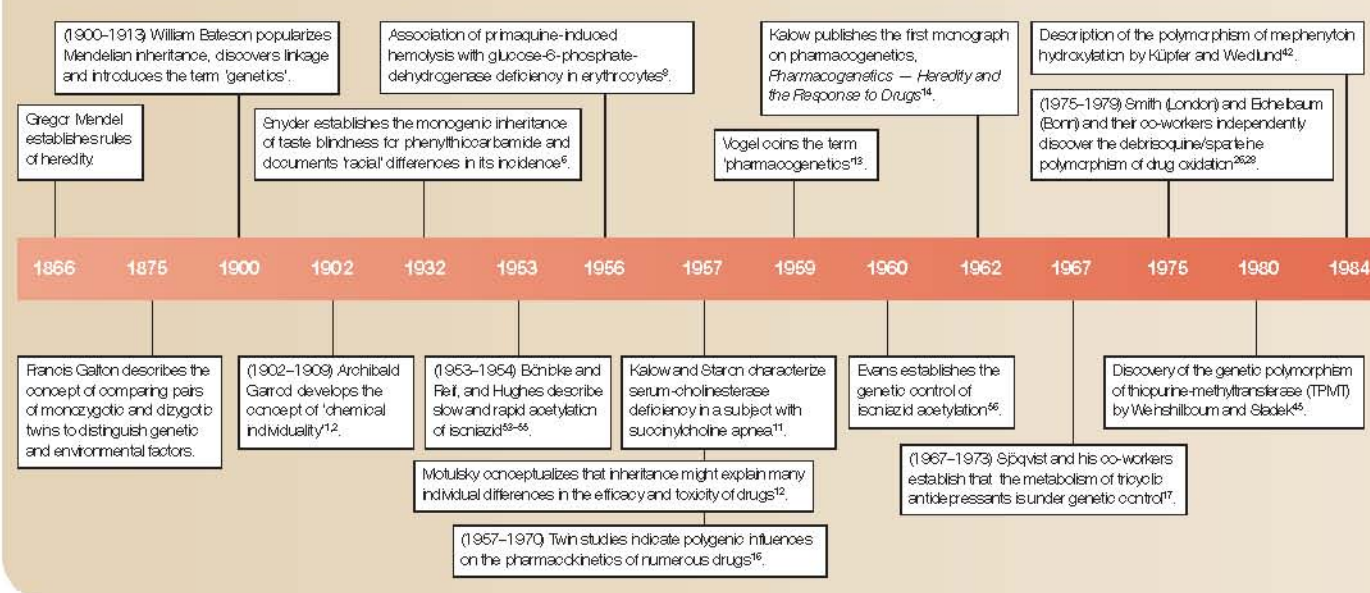 (1900–1913) William Bateson popularizes
Mendelian inheritance, discovers linkage
and introduces the term 'genetics'.
Association of primaquine-induced
hemolysis with glucose-6-phosphate-
dehydrogenase deficiency in erythrocytes⁹.
Kalow publishes the first monograph
on pharmacogenetics,
Pharmacogenetics — Heredity and
the Response to Drugs¹⁴.
Description of the polymorphism of mephenytoin
hydroxylation by Küpfer and Wedlund⁴².
Gregor Mendel
establishes rules
of heredity.
Snyder establishes the monogenic inheritance
of taste blindness for phenylthiocarbamide and
documents 'racial' differences in its incidence⁶.
Vogel coins the term
'pharmacogenetics'¹³.
(1975–1979) Smith (London) and Eichelbaum
(Bonn) and their co-workers independently
discover the debrisoquine/sparteine
polymorphism of drug oxidation²⁶,²⁸.
1866 1875 1900 1902 1932 1953 1956 1957 1959 1960 1962 1967 1975 1980 1984
Francis Galton describes the
concept of comparing pairs
of monozygotic and dizygotic
twins to distinguish genetic
and environmental factors.
(1902–1909) Archibald
Garrod develops the
concept of 'chemical
individuality'¹,².
(1953–1954) Bönicke and
Reif, and Hughes describe
slow and rapid acetylation
of isoniazid⁵³–⁵⁵.
Kalow and Staron characterize
serum-cholinesterase
deficiency in a subject with
succinylcholine apnea¹¹.
Evans establishes the
genetic control of
isoniazid acetylation⁵⁶.
Discovery of the genetic polymorphism
of thiopurine-methyltransferase (TPMT)
by Weinshilboum and Sladek⁴⁵.
Motulsky conceptualizes that inheritance might explain many
individual differences in the efficacy and toxicity of drugs¹².
(1967–1973) Sjöqvist and his co-workers
establish that the metabolism of tricyclic
antidepressants is under genetic control¹⁷.
(1957–1970) Twin studies indicate polygenic influences
on the pharmacokinetics of numerous drugs¹⁶.